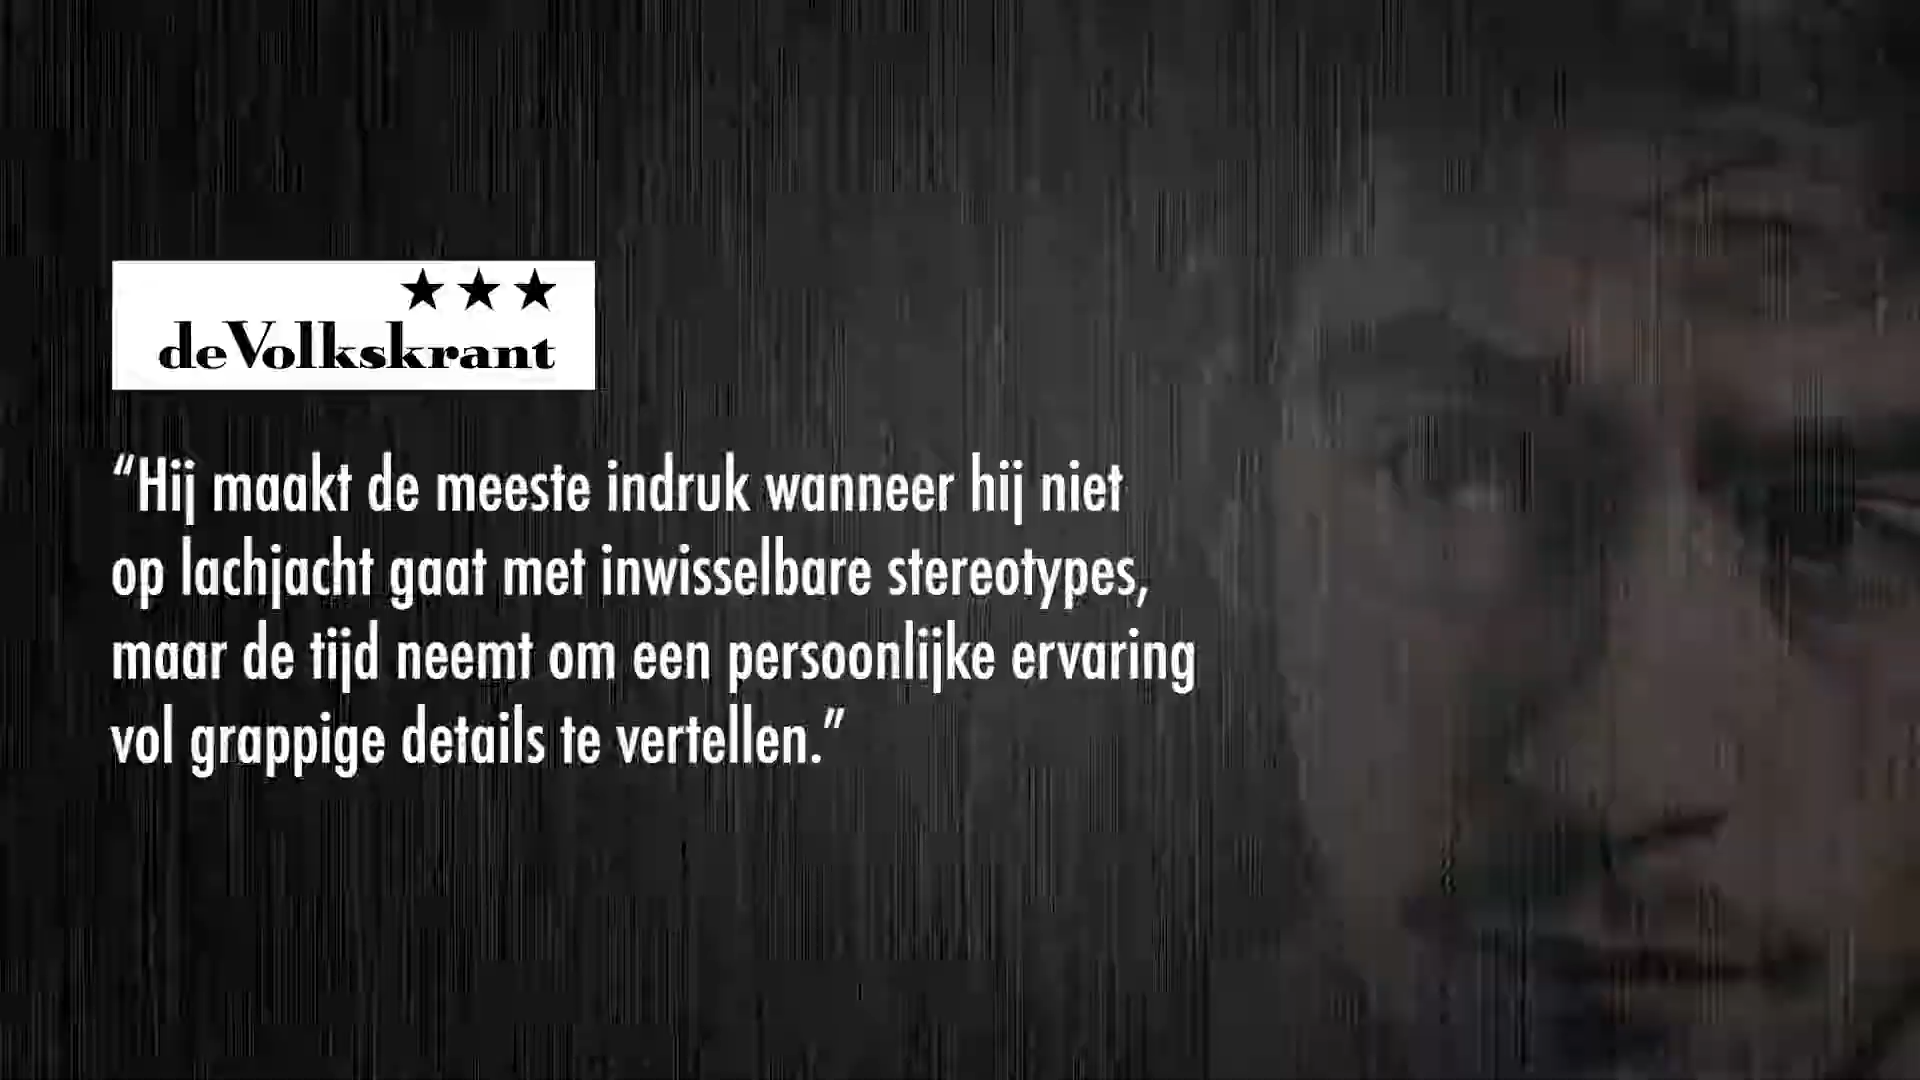 ★★★
deVolkskrant
“Hij maakt de meeste indruk wanneer hij niet
op lachjacht gaat met inwisselbare stereotypes,
maar de tijd neemt om een persoonlijke ervaring
vol grappige details te vertellen.”